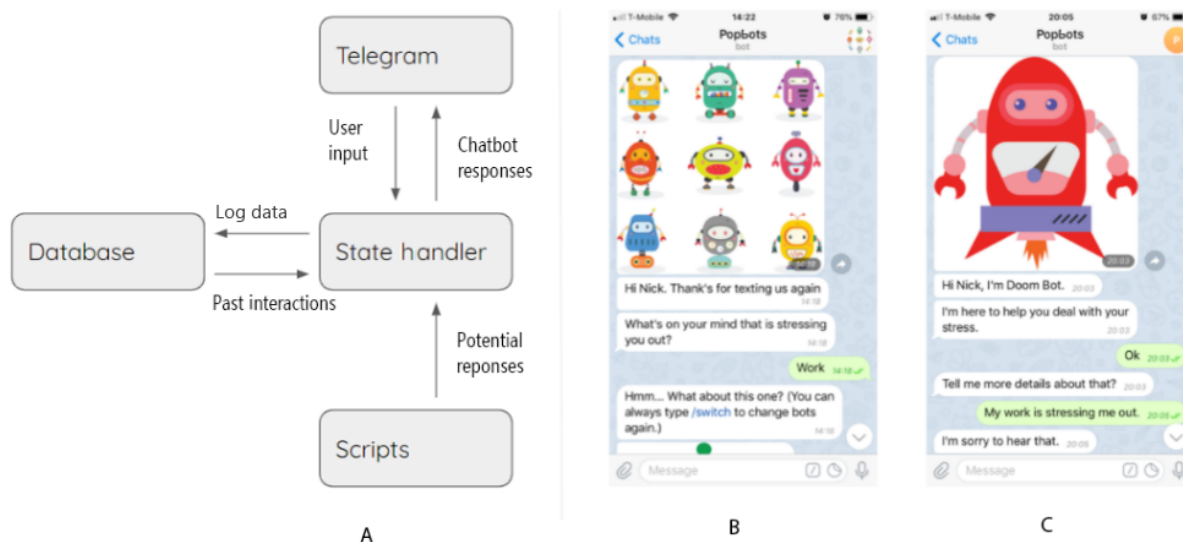 Telegram
User
input
Chatbot
responses
Log data
Database
State handler
Past interactions
Potential
reponses
Scripts
A
T-Mobile 14:22 76%
Chats
PopBots
bot
14:18
Hi Nick. Thank's for texting us again
14:18
What's on your mind that is stressing
you out?
14:18
Work 14:18
Hmm... What about this one? (You can
always type /switch to change bots
again.)
14:18
Message
B
T-Mobile 20:05 67%
Chats
PopBots
bot
P
20:03
Hi Nick, I'm Doom Bot. 20:03
I'm here to help you deal with your
stress.
20:03
Ok 20:03
Tell me more details about that? 20:03
My work is stressing me out. 20:05
I'm sorry to hear that. 20:05
Message
C